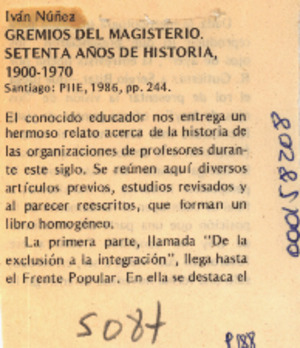 Iván Núñez
GREMIOS DEL MAGISTERIO.
SETENTA AÑOS DE HISTORIA,
1900-1970
Santiago: PIIE, 1986, pp. 244.
El conocido educador nos entrega un
hermoso relato acerca de la historia de
las organizaciones de profesores duran-
te este siglo. Se reúnen aquí diversos
artículos previos, estudios revisados y
al parecer reescritos, que forman un
libro homogéneo.
La primera parte, llamada "De la
exclusión a la integración", llega hasta
el Frente Popular. En ella se destaca el
5087
P188